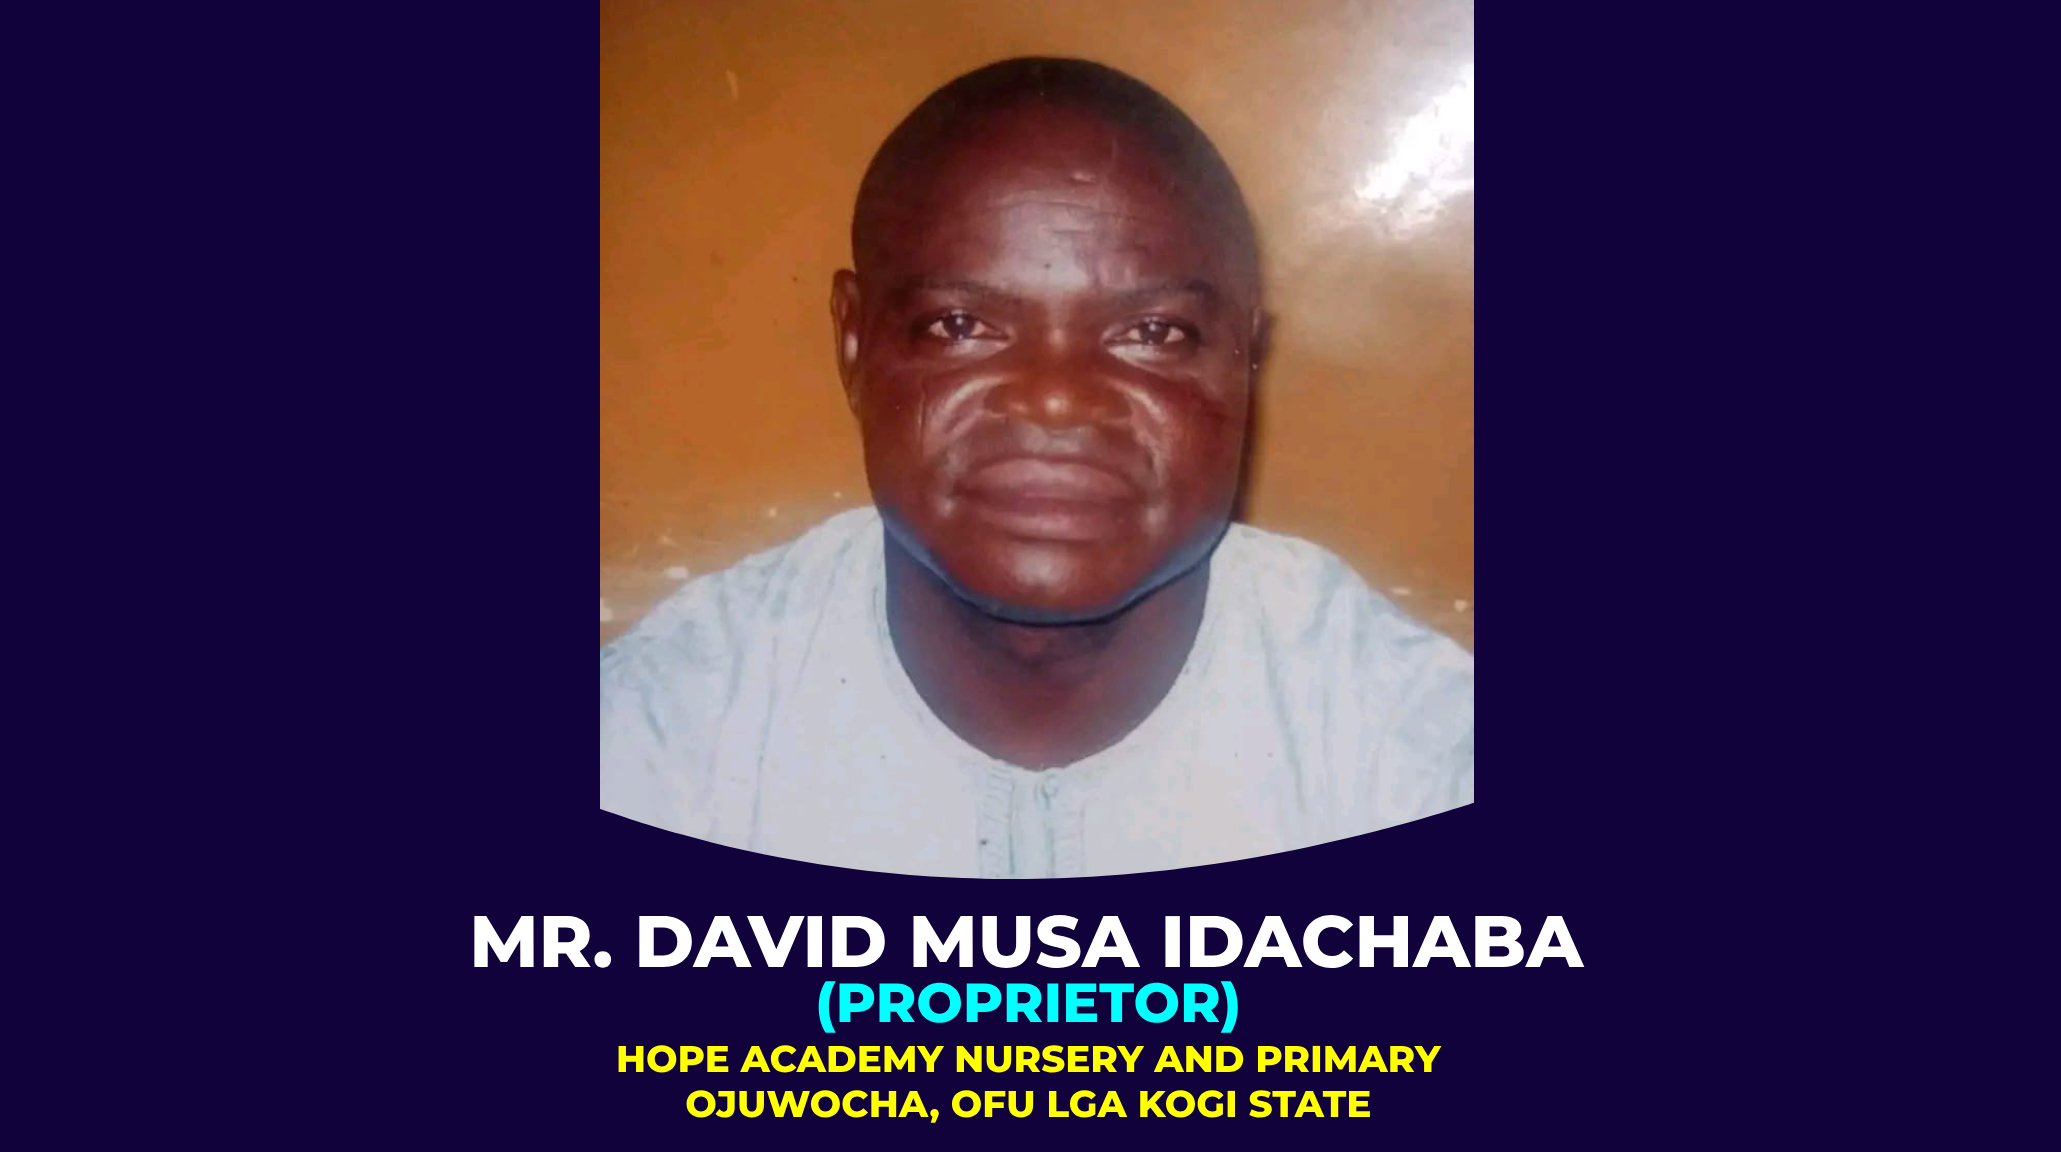 MR. DAVID MUSA IDACHABA
(PROPRIETOR)
HOPE ACADEMY NURSERY AND PRIMARY
OJUWOCHA, OFU LGA KOGI STATE